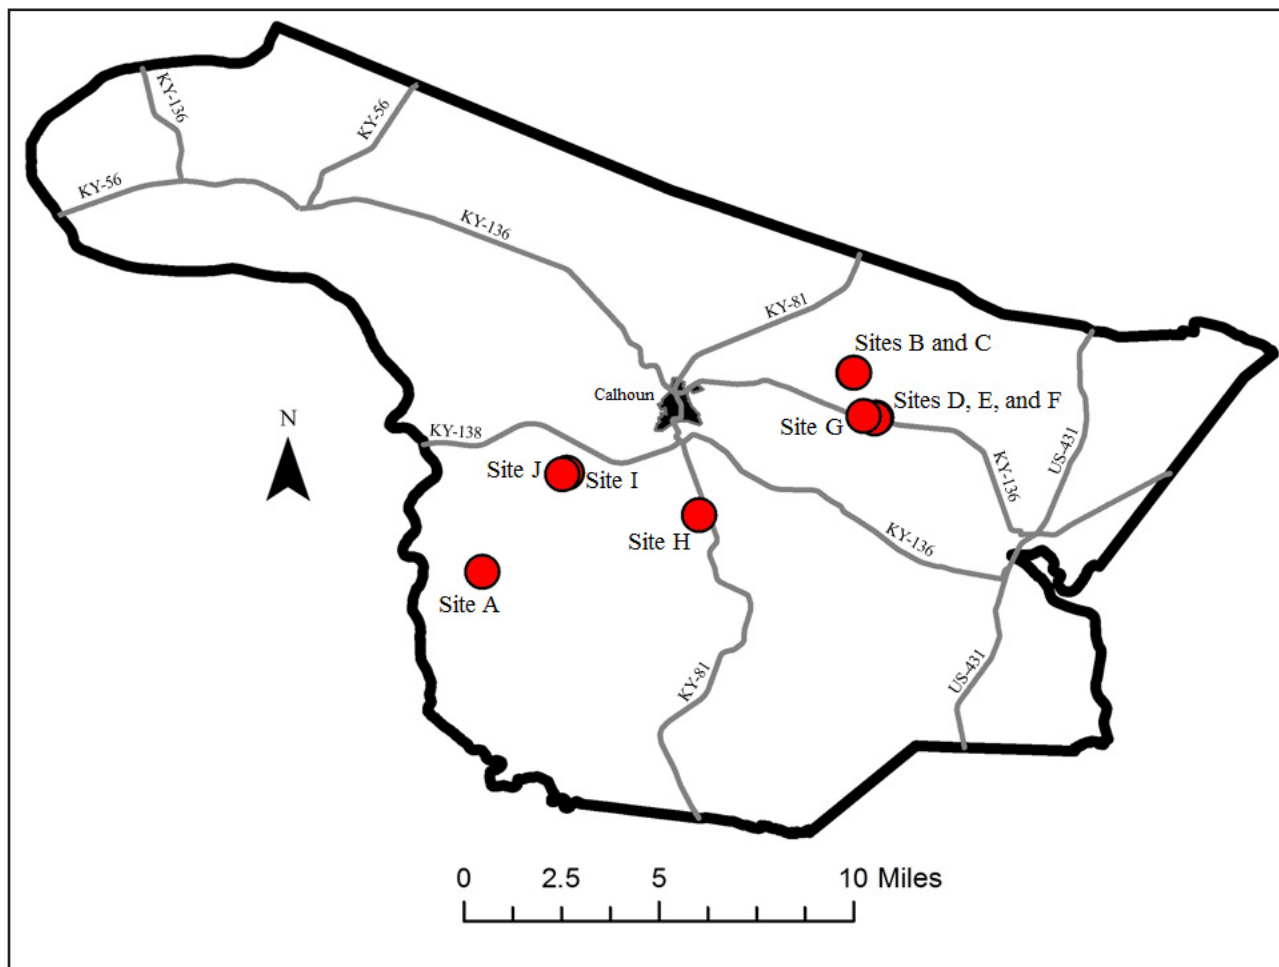 KY-136
KY-56
KY-56
KY-136
KY-81
Sites B and C
Calhoun
Sites D, E, and F
Site G
N
KY-138
US-431
Site J
Site I
KY-136
Site H
KY-136
Site A
KY-81
US-431
0 2.5 5 10 Miles